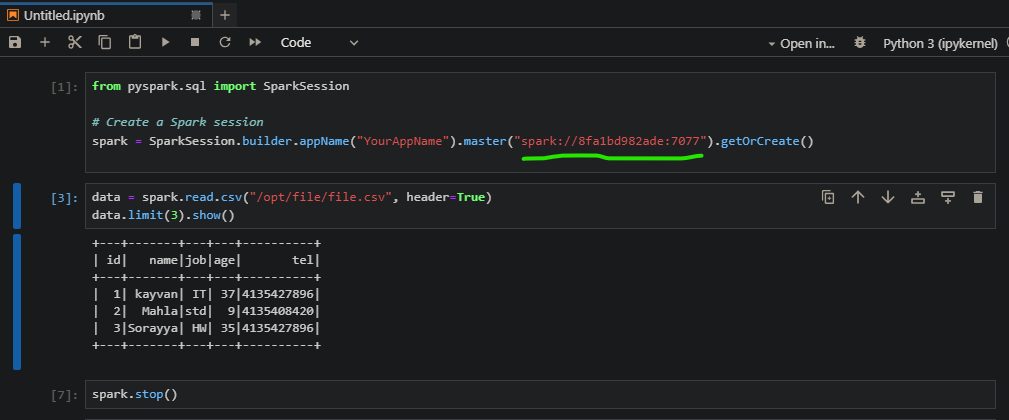 Untitled.ipynb
Code
Open in...
Python 3 (ipykernel)
[1]:
from pyspark.sql import SparkSession
# Create a Spark session
spark = SparkSession.builder.appName("YourAppName").master("spark://8fa1bd982ade:7077").getOrCreate()
[3]:
data = spark.read.csv("/opt/file/file.csv", header=True)
data.limit(3).show()
+---+-------+---+---+----------+
| id|   name|job|age|       tel|
+---+-------+---+---+----------+
|  1| kayvan| IT| 37|4135427896|
|  2|  Mahla|std|  9|4135408420|
|  3|Sorayya| HW| 35|4135427896|
+---+-------+---+---+----------+
[7]:
spark.stop()